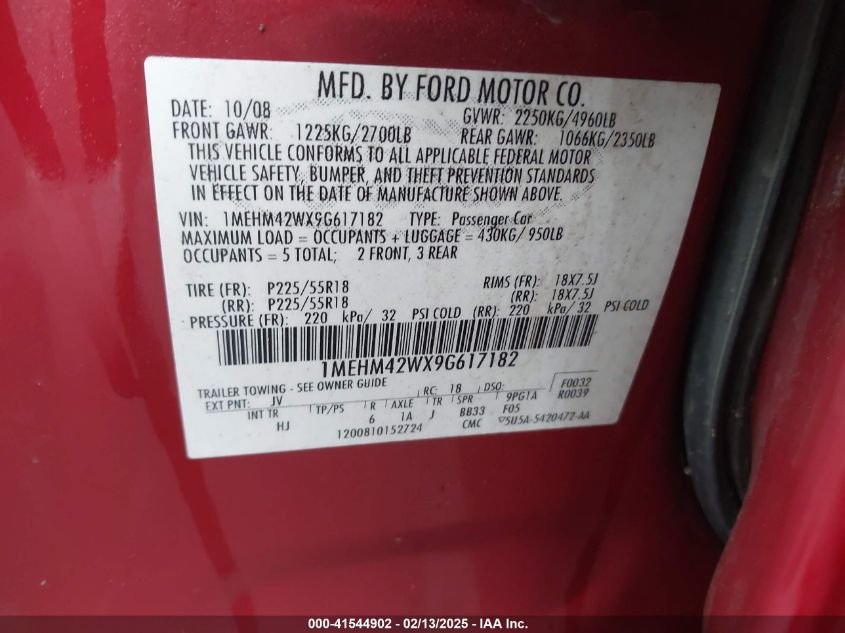 MFD. BY FORD MOTOR CO.
DATE: 10/08 GVWR: 2250KG/4960LB
FRONT GAWR: 1225KG/2700LB REAR GAWR: 1066KG/2350LB
THIS VEHICLE CONFORMS TO ALL APPLICABLE FEDERAL MOTOR
VEHICLE SAFETY, BUMPER, AND THEFT PREVENTION STANDARDS
IN EFFECT ON THE DATE OF MANUFACTURE SHOWN ABOVE.
VIN: 1MEHM42WX9G617182 TYPE: Passenger Car
MAXIMUM LOAD = OCCUPANTS + LUGGAGE = 430KG/ 950LB
OCCUPANTS = 5 TOTAL; 2 FRONT, 3 REAR
TIRE (FR): P225/55R18 RIMS (FR): 18X7.5J
(RR): P225/55R18 (RR): 18X7.5J
PRESSURE (FR): 220 kPa/ 32 PSI COLD (RR): 220 kPa/ 32 PSI COLD
1MEHM42WX9G617182
TRAILER TOWING - SEE OWNER GUIDE
EXT PNT: JV RC: 18 DSO: F0032
INT TR TP/PS R AXLE TR SPR 9PG1A R0039
HJ 6 1A J BB33 F05
1200810152724 CMC ▽5U5A-5420472-AA
000-41544902 - 02/13/2025 - IAA Inc.